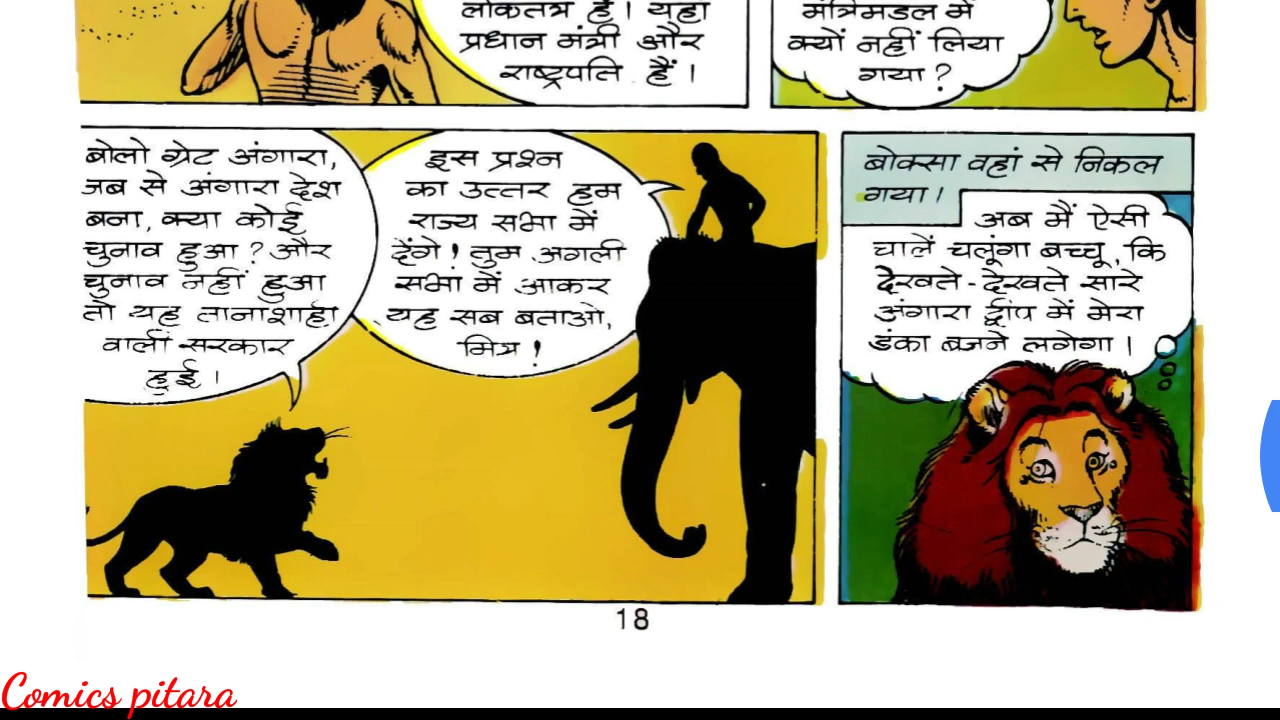 लोकतंत्र है। यहां
प्रधान मंत्री और
राष्ट्रपति हैं।
मंत्रिमंडल में
क्यों नहीं लिया
गया?
बोलो ग्रेट अंगारा,
जब से अंगारा देश
बना, क्या कोई
चुनाव हुआ? और
चुनाव नहीं हुआ
तो यह तानाशाही
वाली सरकार
हुई।
इस प्रश्न
का उत्तर हम
राज्य सभा में
देंगे! तुम अगली
सभा में आकर
यह सब बताओ,
मित्र!
बोक्सा वहां से निकल
गया।
अब मैं ऐसी
चालें चलूंगा बच्चू, कि
देखते-देखते सारे
अंगारा द्वीप में मेरा
डंका बजने लगेगा।
18
Comics pitara